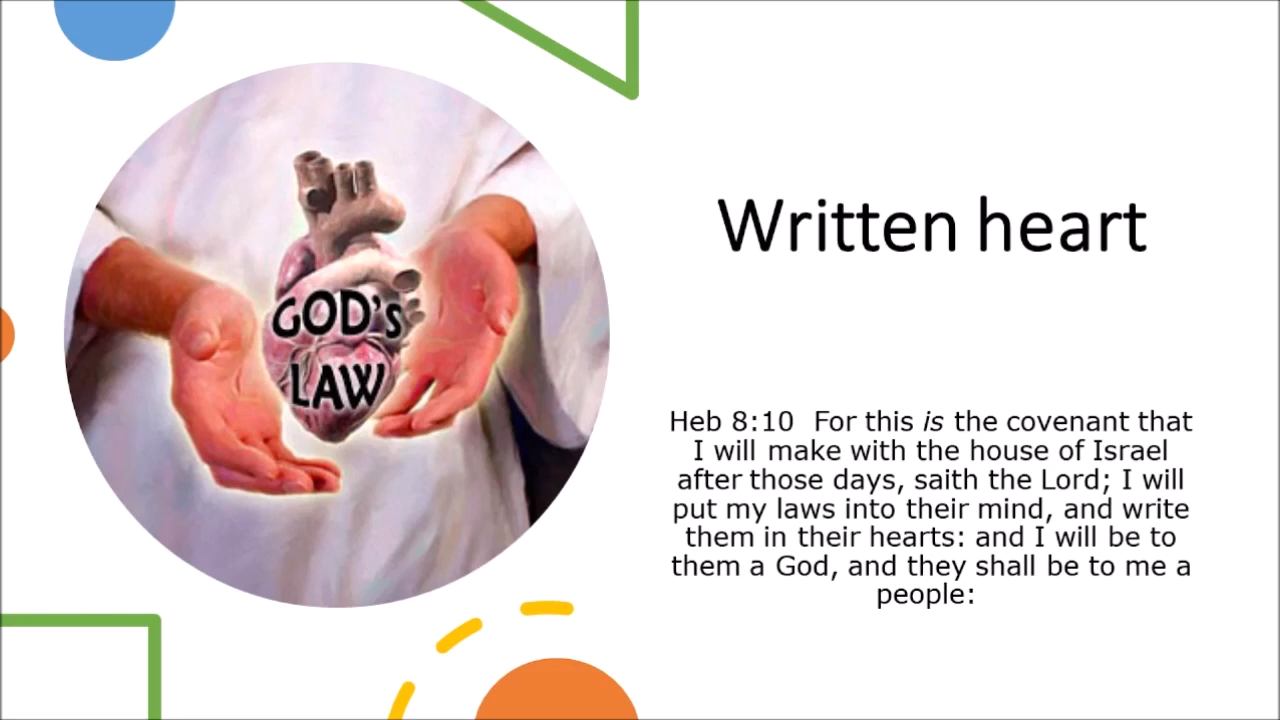 GOD's
LAW
Written heart
Heb 8:10  For this is the covenant that
I will make with the house of Israel
after those days, saith the Lord; I will
put my laws into their mind, and write
them in their hearts: and I will be to
them a God, and they shall be to me a
people: